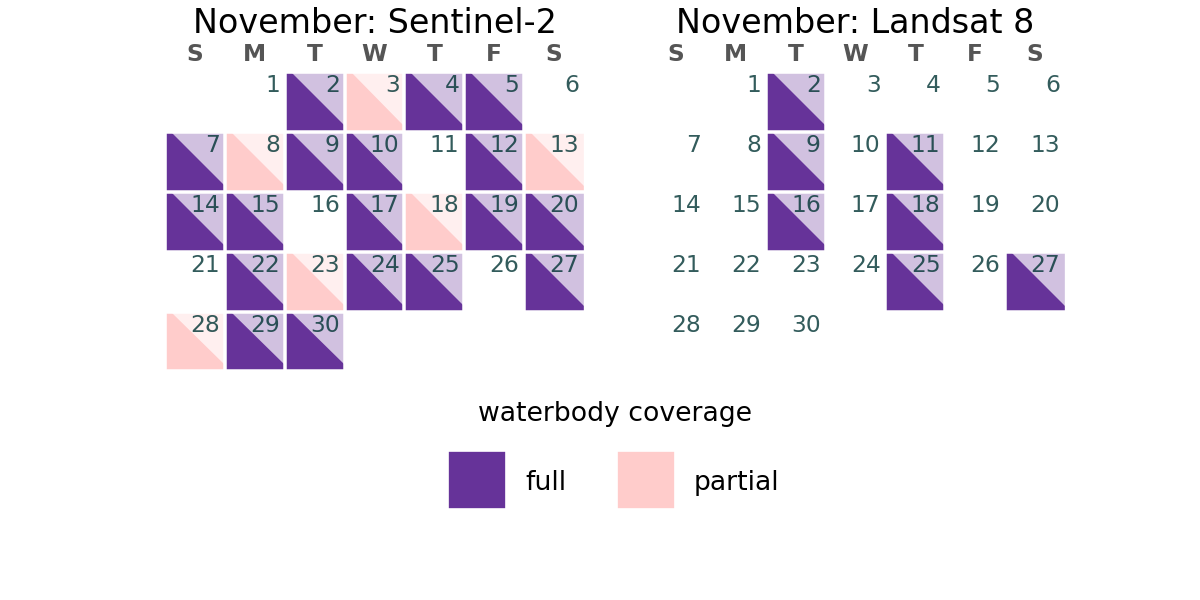 November: Sentinel-2
S M T W T F S
1 2 3 4 5 6
7 8 9 10 11 12 13
14 15 16 17 18 19 20
21 22 23 24 25 26 27
28 29 30
November: Landsat 8
S M T W T F S
1 2 3 4 5 6
7 8 9 10 11 12 13
14 15 16 17 18 19 20
21 22 23 24 25 26 27
28 29 30
waterbody coverage
full partial